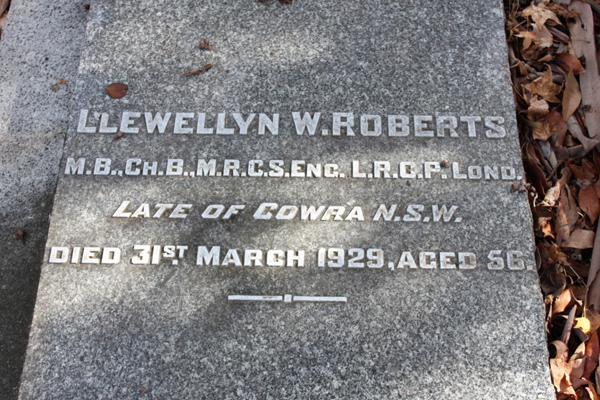 LLEWELLYN W. ROBERTS
M.B., CH.B., M.R.C.S. ENG. L.R.C.P. LOND.
LATE OF COWRA N.S.W.
DIED 31ST MARCH 1929, AGED 56.